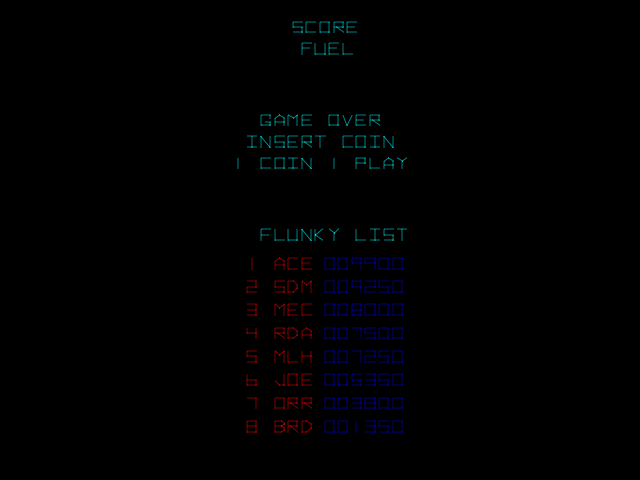 SCORE
FUEL
GAME OVER
INSERT COIN
1 COIN 1 PLAY
FLUNKY LIST
1 ACE 009900
2 SDM 009250
3 MEC 008000
4 RDA 007500
5 MLH 007250
6 JOE 005350
7 ORR 003800
8 BRD 001350